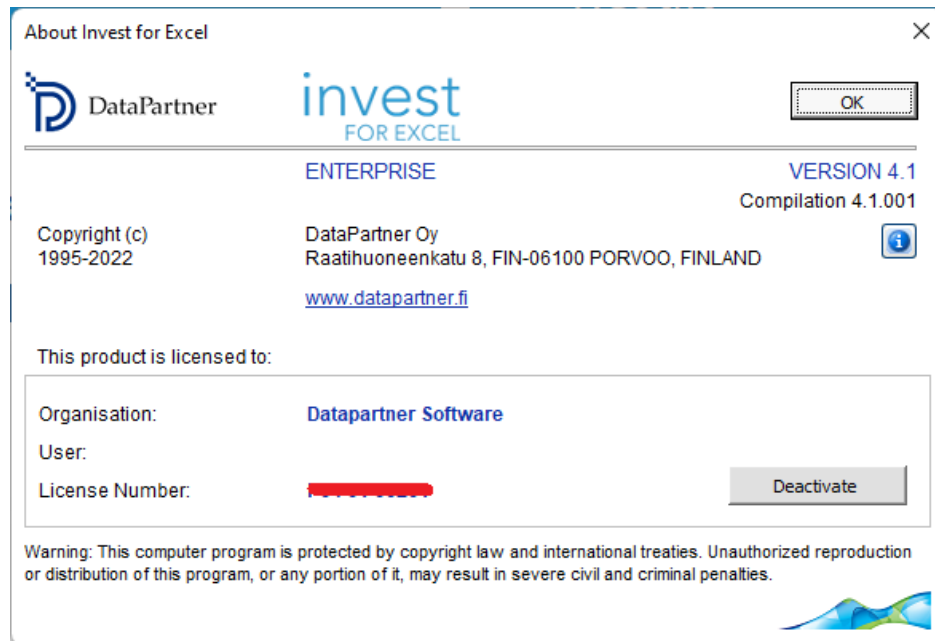 About Invest for Excel
DataPartner
invest
FOR EXCEL
OK
ENTERPRISE
VERSION 4.1
Compilation 4.1.001
Copyright (c)
1995-2022
DataPartner Oy
Raatihuoneenkatu 8, FIN-06100 PORVOO, FINLAND
www.datapartner.fi
This product is licensed to:
Organisation: Datapartner Software
User:
License Number:
Deactivate
Warning: This computer program is protected by copyright law and international treaties. Unauthorized reproduction
or distribution of this program, or any portion of it, may result in severe civil and criminal penalties.